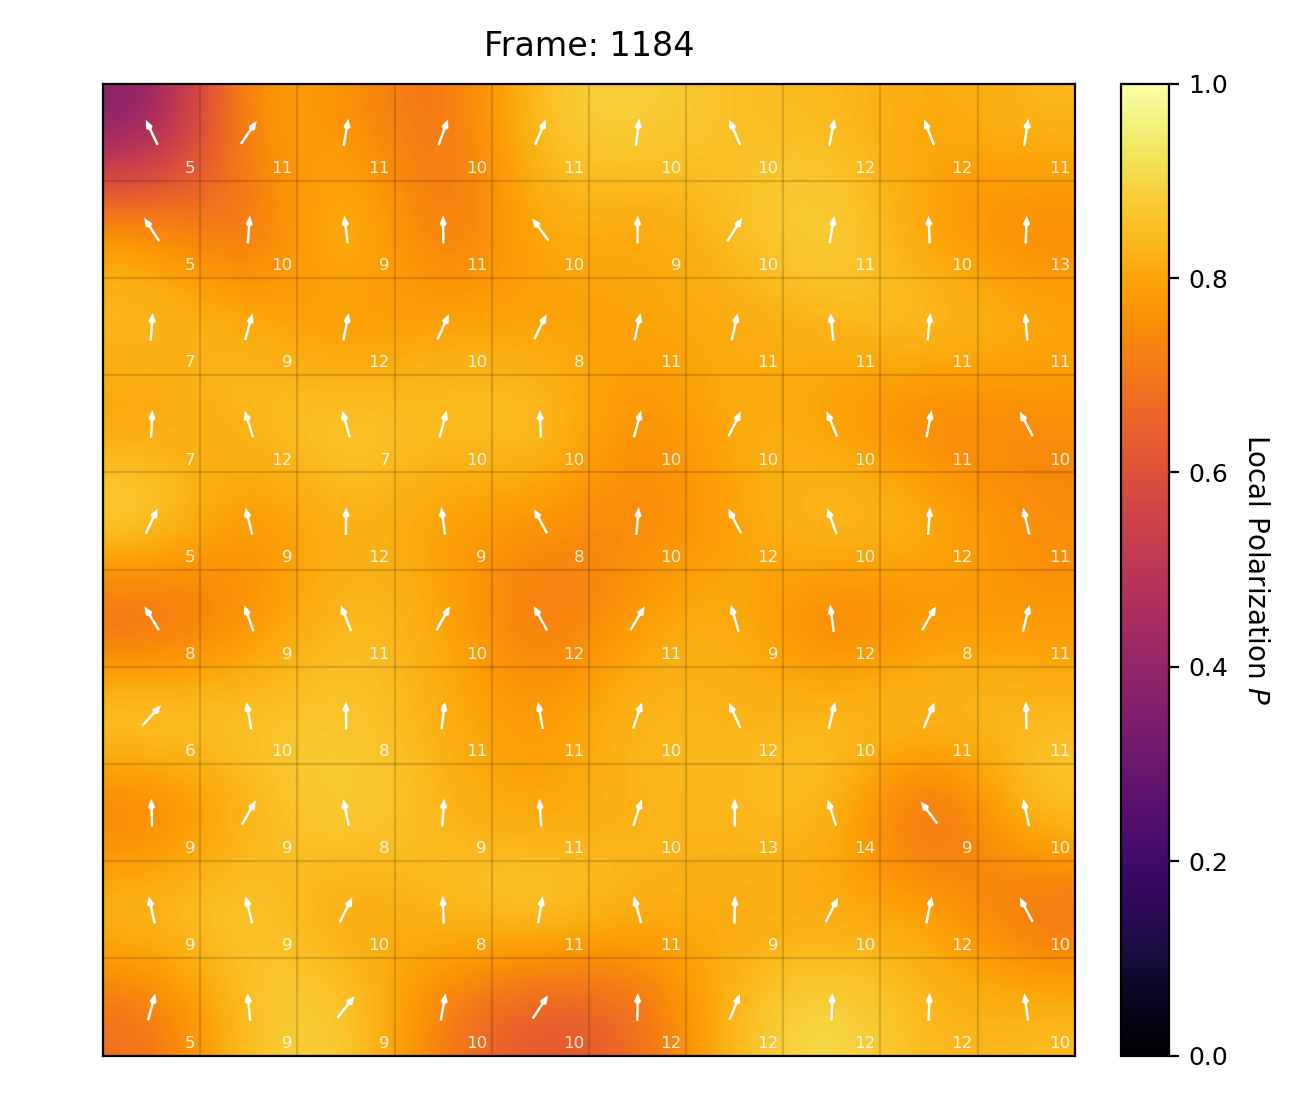 Frame: 1184
5 11 11 10 11 10 10 12 12 11
5 10 9 11 10 9 10 11 10 13
7 9 12 10 8 11 11 11 11 11
7 12 7 10 10 10 10 10 11 10
5 9 12 9 8 10 12 10 12 11
8 9 11 10 12 11 9 12 8 11
6 10 8 11 11 10 12 10 11 11
9 9 8 9 11 10 13 14 9 10
9 9 10 8 11 11 9 10 12 10
5 9 9 10 10 12 12 12 12 10
1.0
0.8
0.6
0.4
0.2
0.0
Local Polarization P